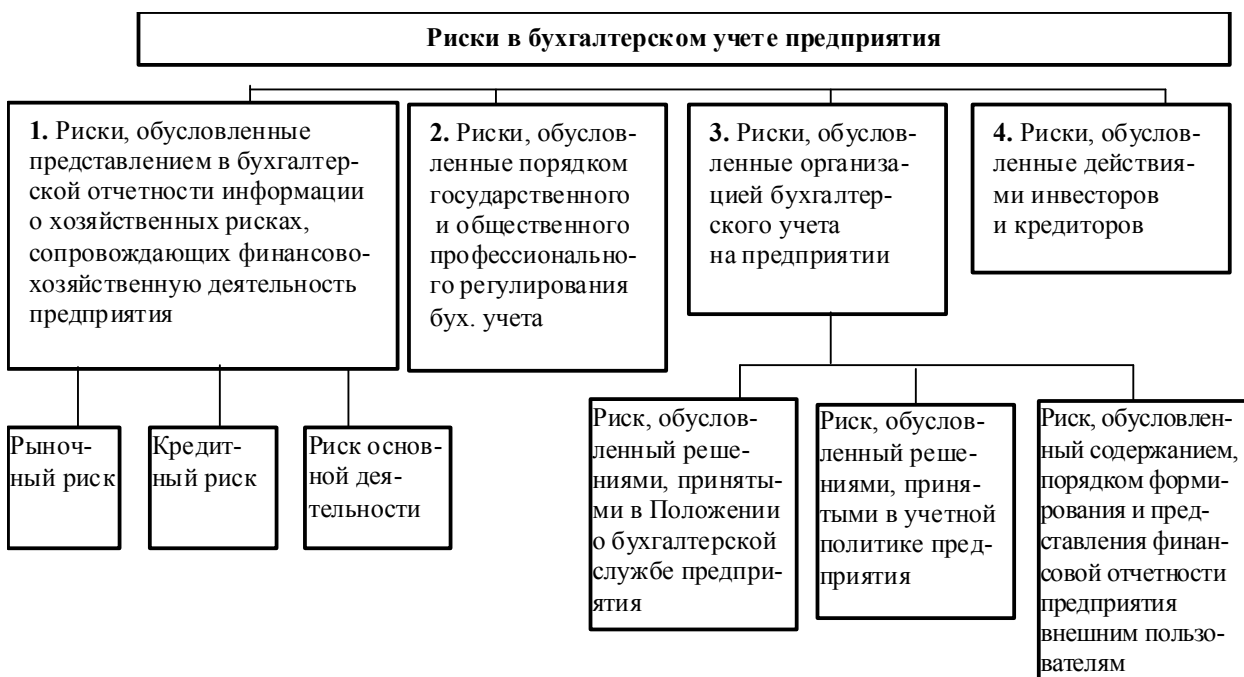 Риски в бухгалтерском учете предприятия
1. Риски, обусловленные
представлением в бухгалтер-
ской отчетности информации
о хозяйственных рисках,
сопровождающих финансово-
хозяйственную деятельность
предприятия
2. Риски, обуслов-
ленные порядком
государственного
и общественного
профессионально-
го регулирования
бух. учета
3. Риски, обуслов-
ленные организа-
цией бухгалтер-
ского учета
на предприятии
4. Риски, обуслов-
ленные действия-
ми инвесторов
и кредиторов
Рыноч-
ный риск
Кредит-
ный риск
Риск основ-
ной дея-
тельности
Риск, обуслов-
ленный реше-
ниями, приняты-
ми в Положении
о бухгалтерской
службе предпри-
ятия
Риск, обуслов-
ленный реше-
ниями, приня-
тыми в учетной
политике пред-
приятия
Риск, обусловлен-
ный содержанием,
порядком форми-
рования и пред-
ставления финан-
совой отчетности
предприятия
внешним пользо-
вателям